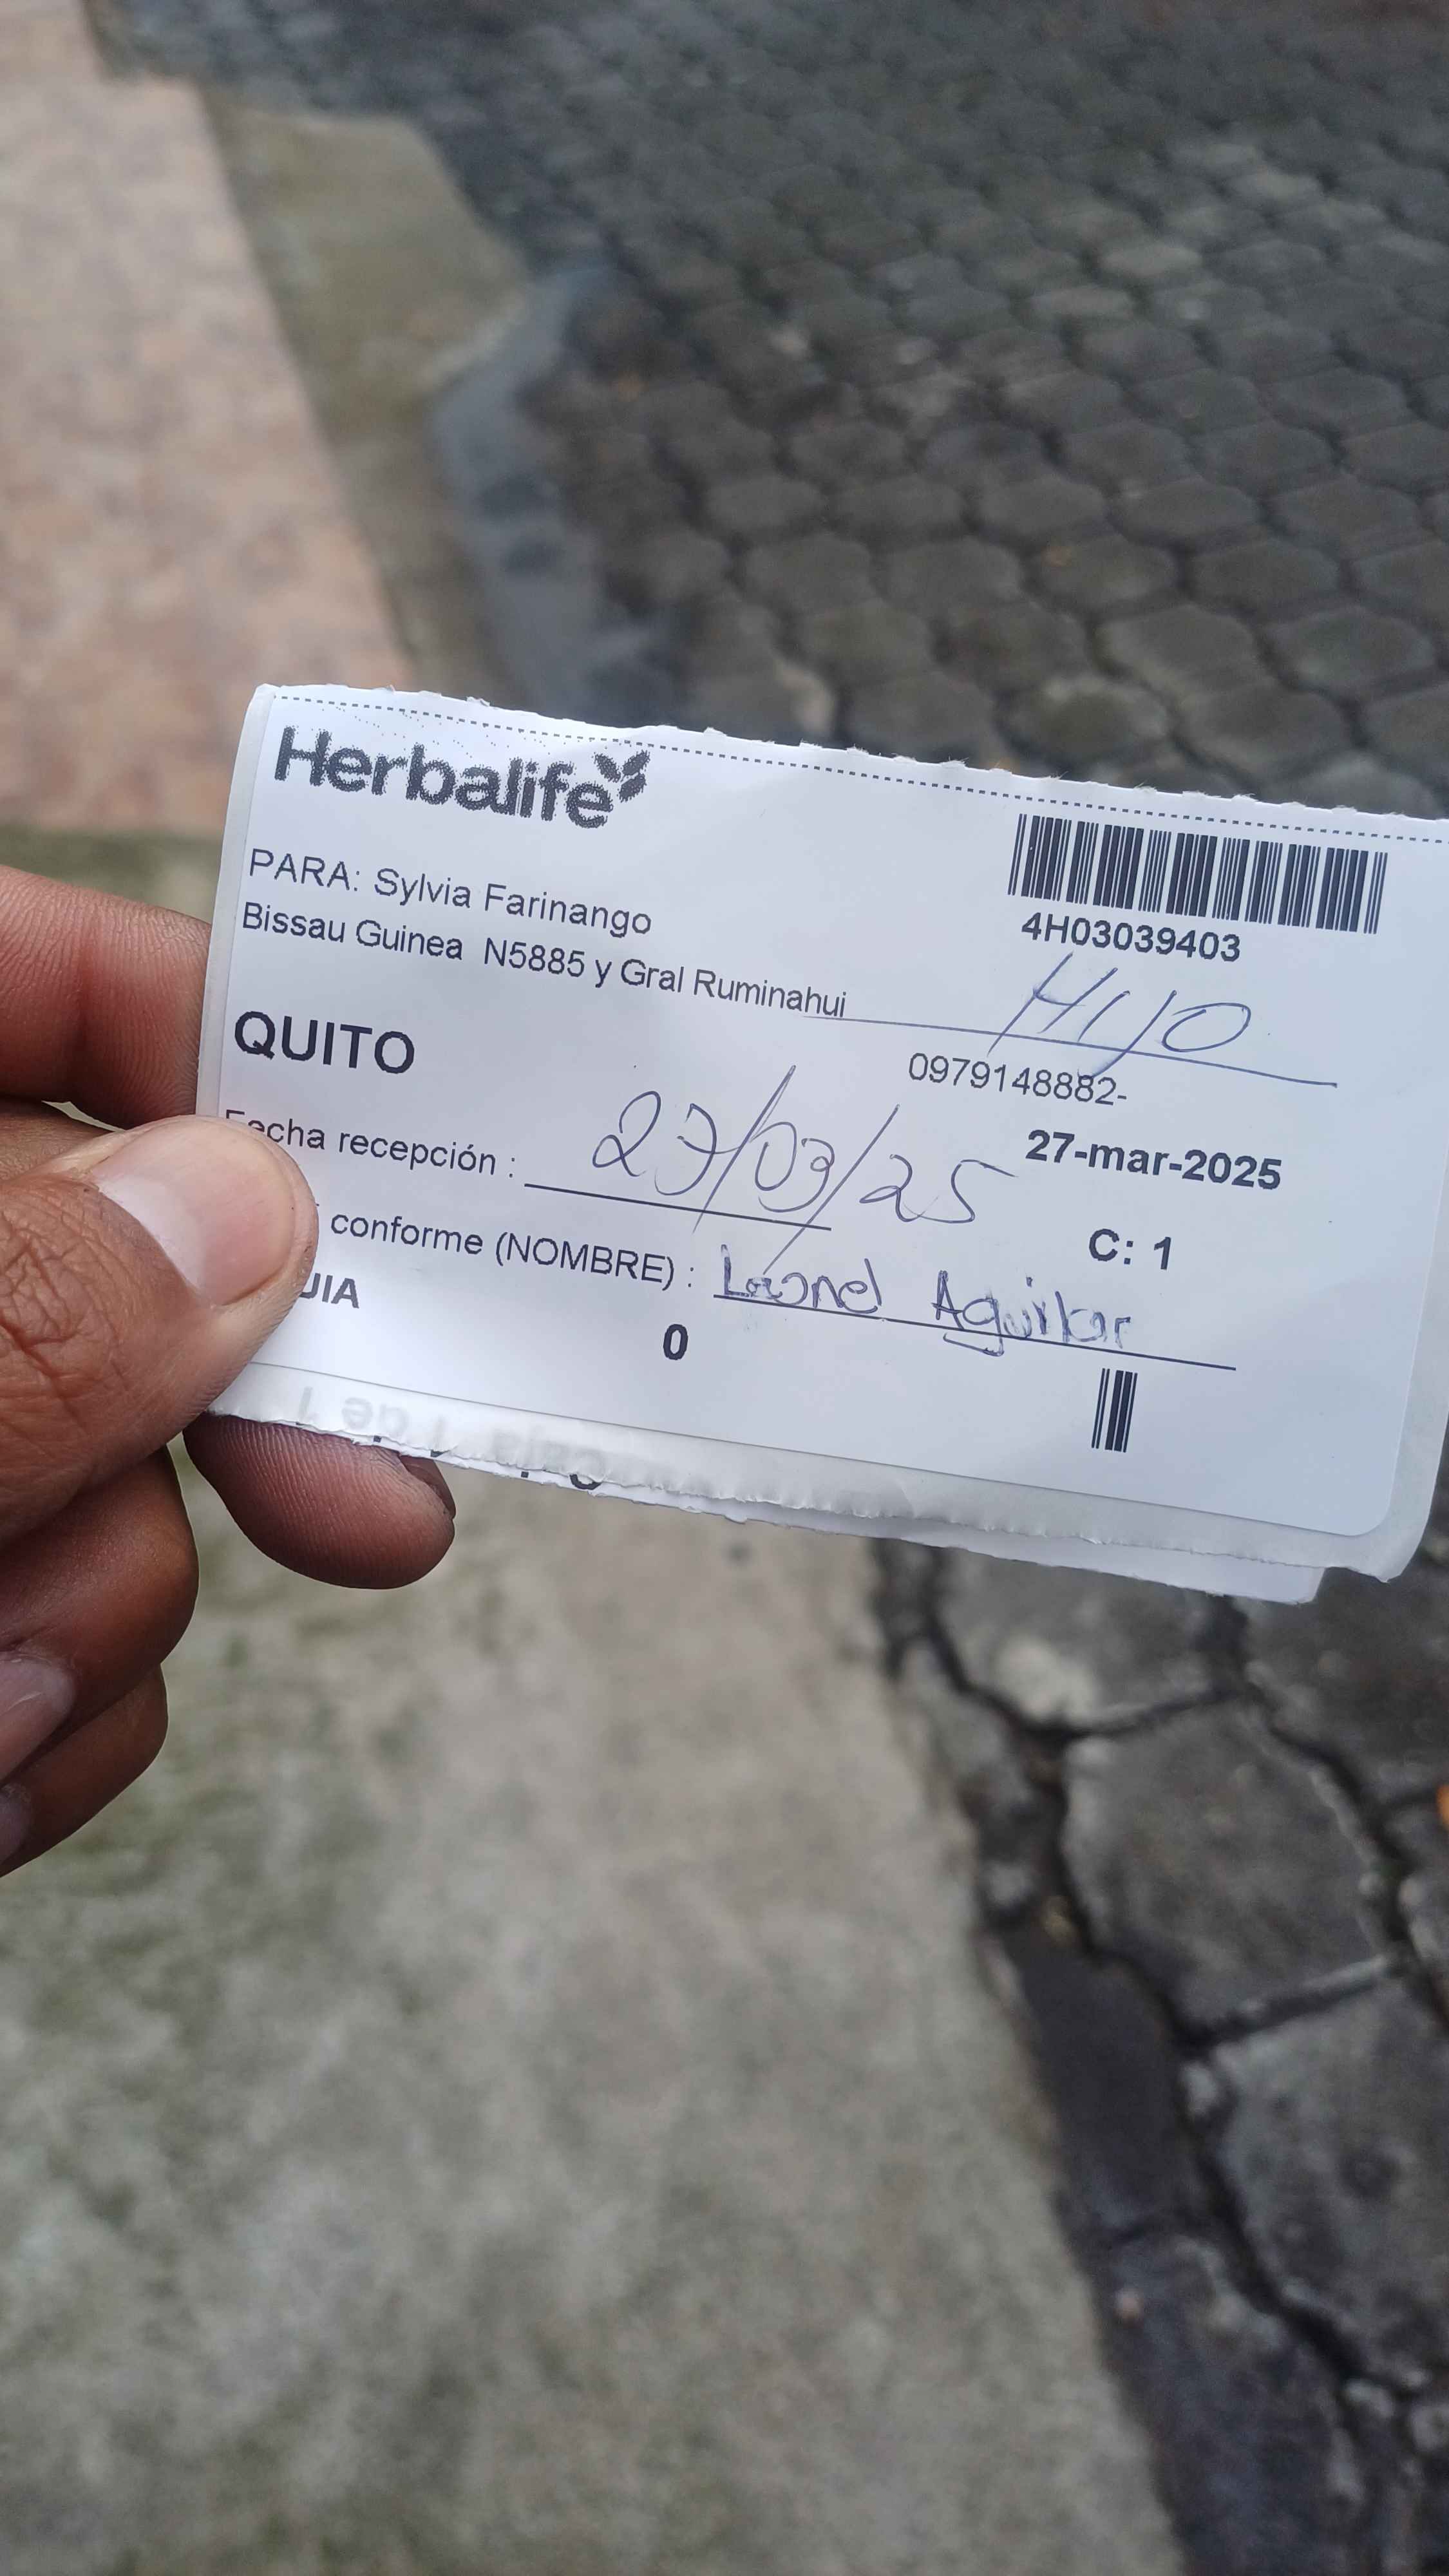 Herbalife
PARA: Sylvia Farinango
Bissau Guinea N5885 y Gral Ruminahui
4H03039403
HIJO
QUITO
0979148882-
Fecha recepción : 27/03/25
27-mar-2025
conforme (NOMBRE) : Leonel Aguilar
C: 1
UIA
0